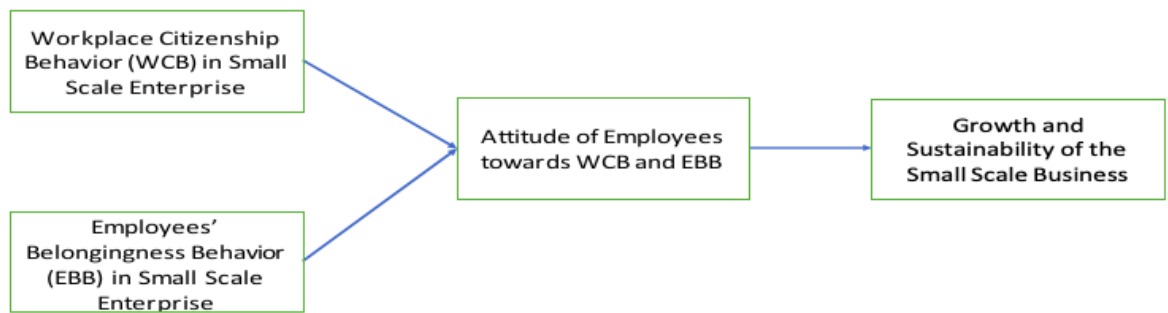 Workplace Citizenship
Behavior (WCB) in Small
Scale Enterprise
Employees'
Belongingness Behavior
(EBB) in Small Scale
Enterprise
Attitude of Employees
towards WCB and EBB
Growth and
Sustainability of the
Small Scale Business